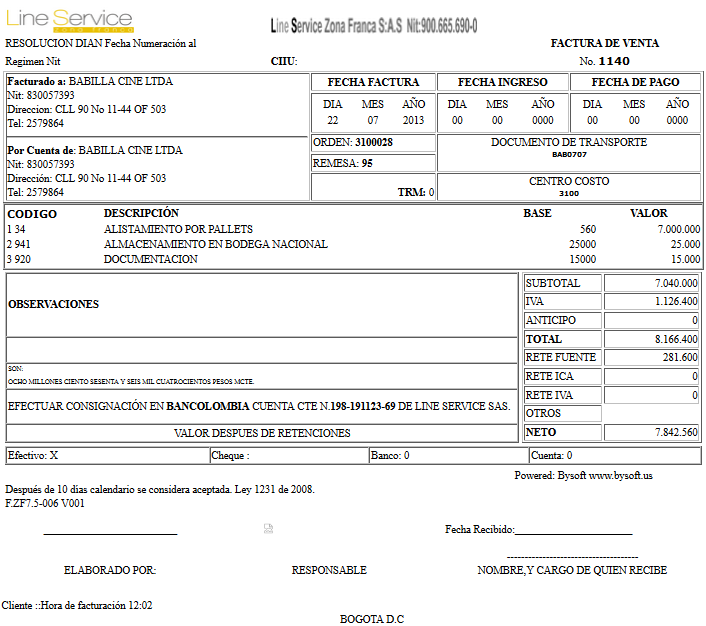 Line Service
zona franca
Line Service Zona Franca S:A.S Nit:900.665.690-0
RESOLUCION DIAN Fecha Numeración al
FACTURA DE VENTA
Regimen Nit
CIIU:
No. 1140
Facturado a: BABILLA CINE LTDA
Nit: 830057393
Direccion: CLL 90 No 11-44 OF 503
Tel: 2579864
Por Cuenta de: BABILLA CINE LTDA
Nit: 830057393
Dirección: CLL 90 No 11-44 OF 503
Tel: 2579864
FECHA FACTURA FECHA INGRESO FECHA DE PAGO
DIA MES AÑO DIA MES AÑO DIA MES AÑO
22 07 2013 00 00 0000 00 00 0000
ORDEN: 3100028
REMESA: 95
TRM: 0
DOCUMENTO DE TRANSPORTE
BAB0707
CENTRO COSTO
3100
CODIGO DESCRIPCIÓN BASE VALOR
1 34 ALISTAMIENTO POR PALLETS 560 7.000.000
2 941 ALMACENAMIENTO EN BODEGA NACIONAL 25000 25.000
3 920 DOCUMENTACION 15000 15.000
OBSERVACIONES
SON:
OCHO MILLONES CIENTO SESENTA Y SEIS MIL CUATROCIENTOS PESOS MCTE.
EFECTUAR CONSIGNACIÓN EN BANCOLOMBIA CUENTA CTE N.198-191123-69 DE LINE SERVICE SAS.
VALOR DESPUES DE RETENCIONES
SUBTOTAL 7.040.000
IVA 1.126.400
ANTICIPO 0
TOTAL 8.166.400
RETE FUENTE 281.600
RETE ICA 0
RETE IVA 0
OTROS
NETO 7.842.560
Efectivo: X Cheque : Banco: 0 Cuenta: 0
Powered: Bysoft www.bysoft.us
Después de 10 dias calendario se considera aceptada. Ley 1231 de 2008.
F.ZF7.5-006 V001
Fecha Recibido:
ELABORADO POR: RESPONSABLE NOMBRE,Y CARGO DE QUIEN RECIBE
Cliente ::Hora de facturación 12:02
BOGOTA D.C